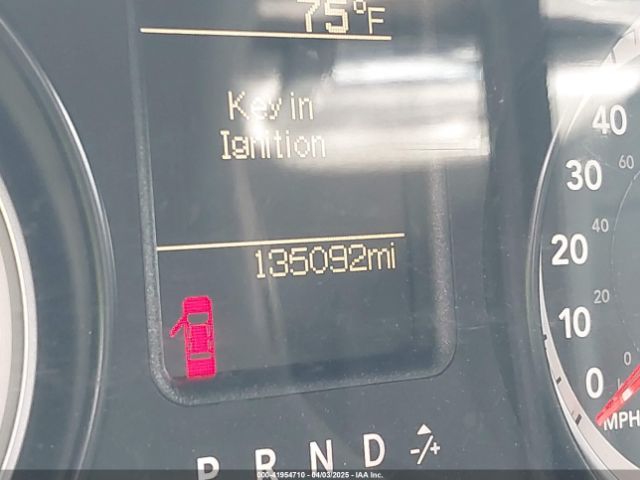 75°F
Key in
Ignition
135092mi
P R N D -/+
40
30
20
10
0
60
40
20
0
MPH
000-41954710 - 04/03/2025 - IAA Inc.